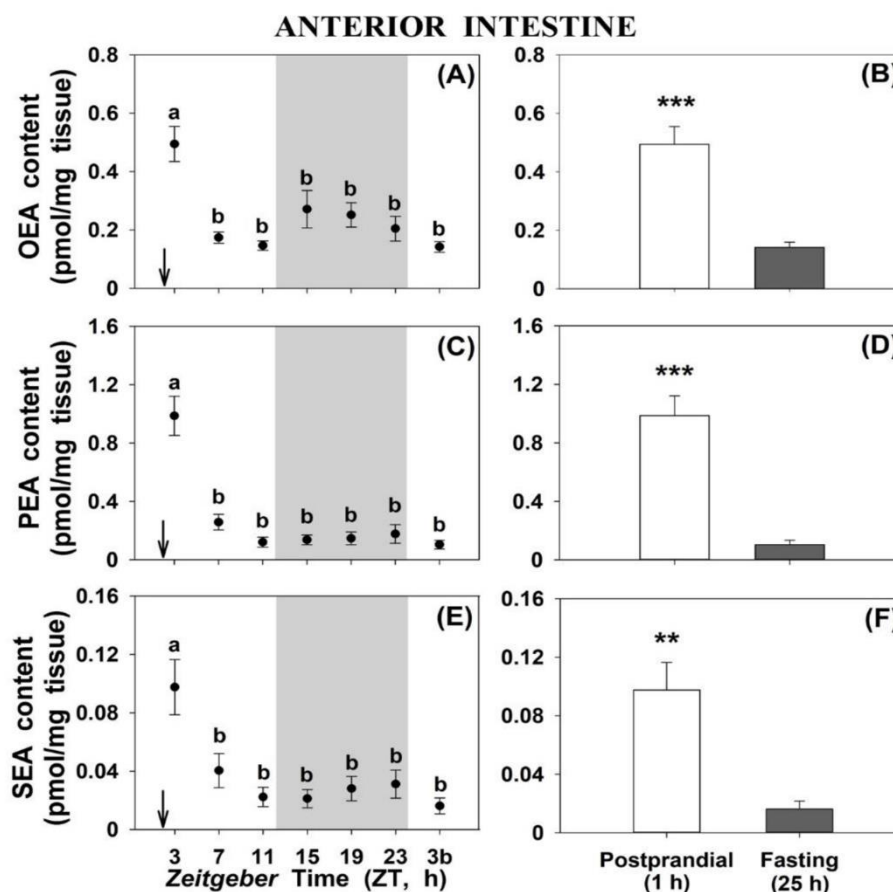 ANTERIOR INTESTINE
OEA content
(pmol/mg tissue)
0.8
0.6
0.4
0.2
0
(A)
a
b
b
b
b
b
b
0.8
0.6
0.4
0.2
0
(B)
***
PEA content
(pmol/mg tissue)
1.6
1.2
0.8
0.4
0
(C)
a
b
b
b
b
b
b
1.6
1.2
0.8
0.4
0
(D)
***
SEA content
(pmol/mg tissue)
0.16
0.12
0.08
0.04
0
(E)
a
b
b
b
b
b
b
3 7 11 15 19 23 3b
Zeitgeber Time (ZT, h)
0.16
0.12
0.08
0.04
0
(F)
**
Postprandial Fasting
(1 h) (25 h)